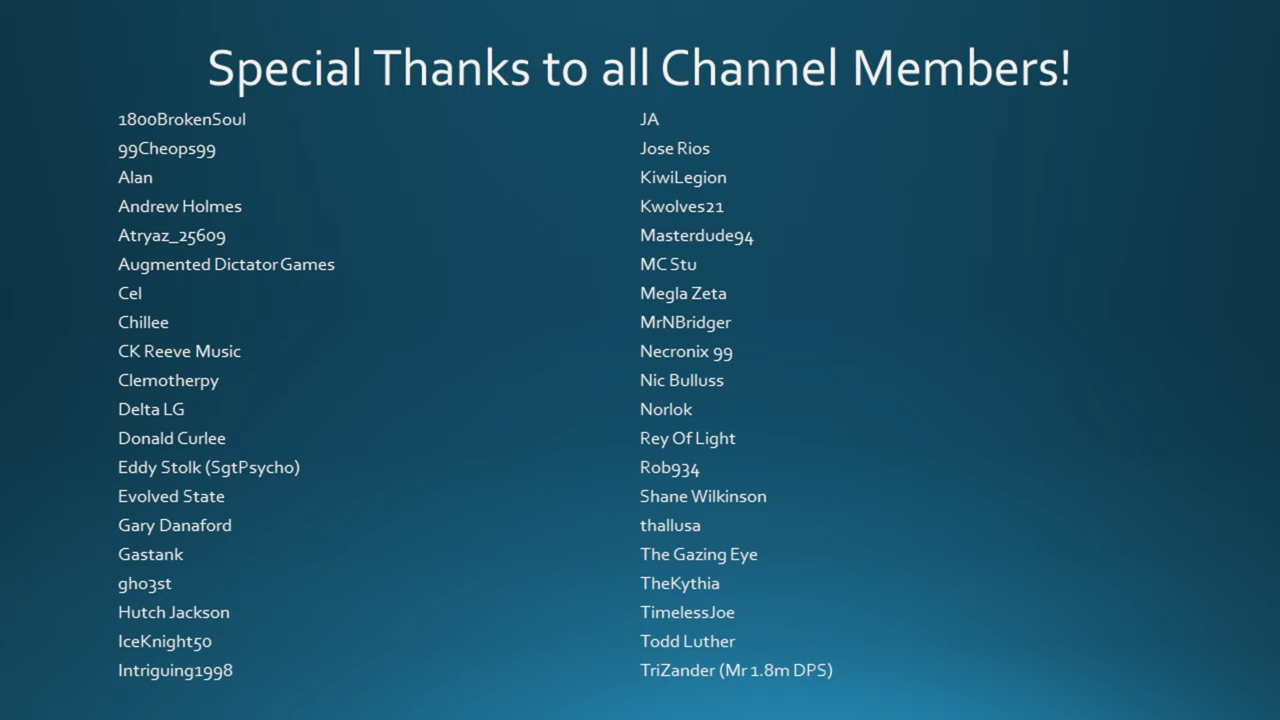 Special Thanks to all Channel Members!
1800BrokenSoul
99Cheops99
Alan
Andrew Holmes
Atryaz_25609
Augmented Dictator Games
Cel
Chillee
CK Reeve Music
Clemotherpy
Delta LG
Donald Curlee
Eddy Stolk (SgtPsycho)
Evolved State
Gary Danaford
Gastank
gho3st
Hutch Jackson
IceKnight50
Intriguing1998
JA
Jose Rios
KiwiLegion
Kwolves21
Masterdude94
MC Stu
Megla Zeta
MrNBridger
Necronix 99
Nic Bulluss
Norlok
Rey Of Light
Rob934
Shane Wilkinson
thallusa
The Gazing Eye
TheKythia
TimelessJoe
Todd Luther
TriZander (Mr 1.8m DPS)